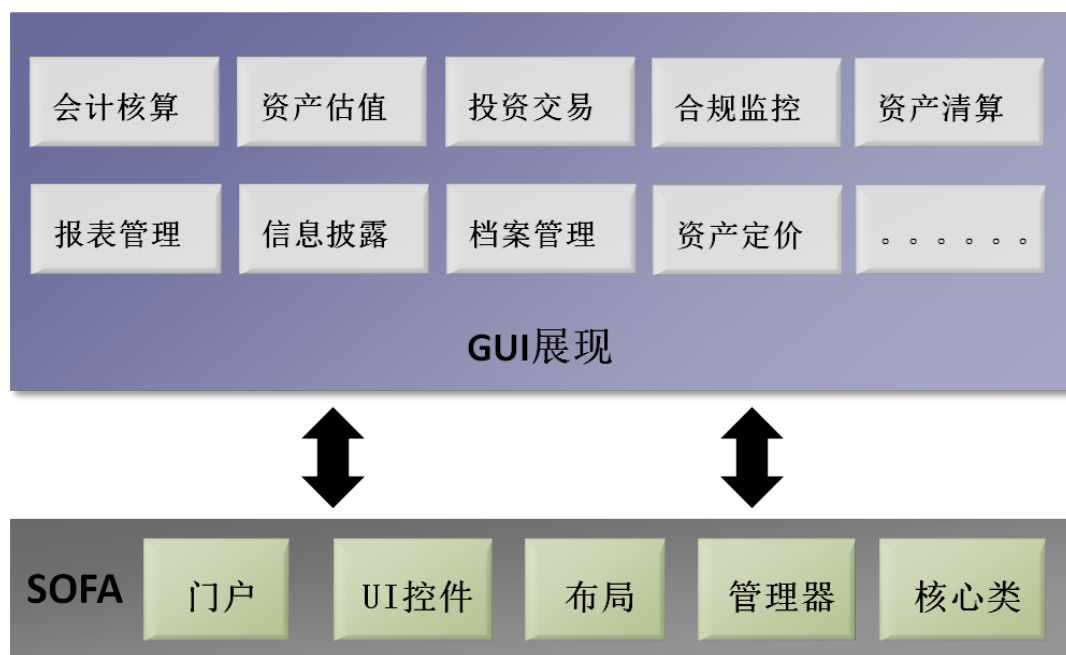 会计核算 资产估值 投资交易 合规监控 资产清算
报表管理 信息披露 档案管理 资产定价 。。。。。。
GUI展现
SOFA 门户 UI控件 布局 管理器 核心类